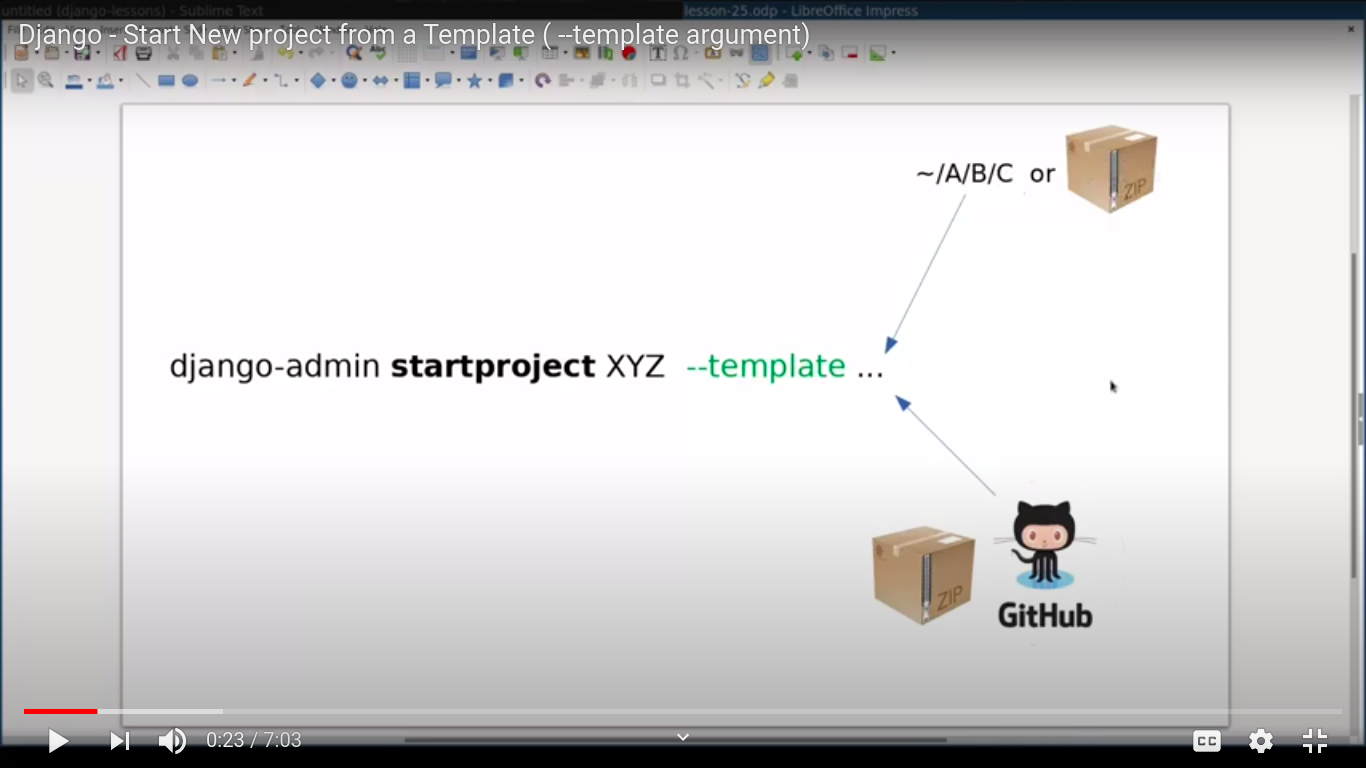 untitled (django-lessons) - Sublime Text
lesson-25.odp - LibreOffice Impress
Django - Start New project from a Template ( --template argument)
~/A/B/C or
ZIP
django-admin startproject XYZ --template ...
ZIP
GitHub
0:23 / 7:03
CC